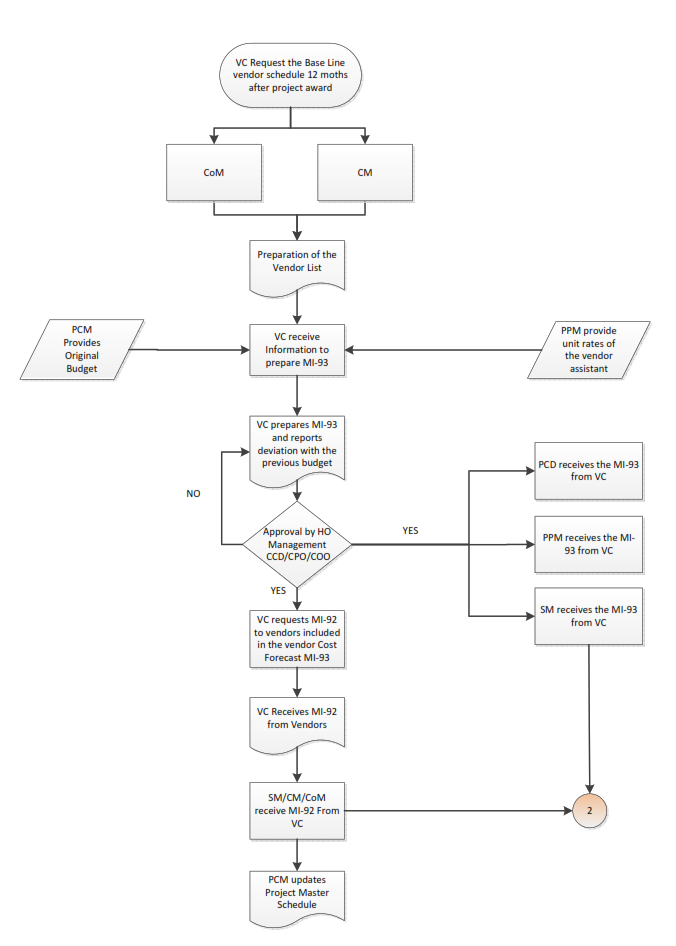 VC Request the Base Line
vendor schedule 12 moths
after project award
CoM
CM
Preparation of the
Vendor List
PCM
Provides
Original
Budget
VC receive
Information to
prepare MI-93
PPM provide
unit rates of
the vendor
assistant
VC prepares MI-93
and reports
deviation with the
previous budget
NO
Approval by HO
Management
CCD/CPO/COO
YES
PCD receives the MI-93
from VC
PPM receives the MI-
93 from VC
SM receives the MI-93
from VC
YES
VC requests MI-92
to vendors included
in the vendor Cost
Forecast MI-93
VC Receives MI-92
from Vendors
SM/CM/CoM
receive MI-92 From
VC
2
PCM updates
Project Master
Schedule